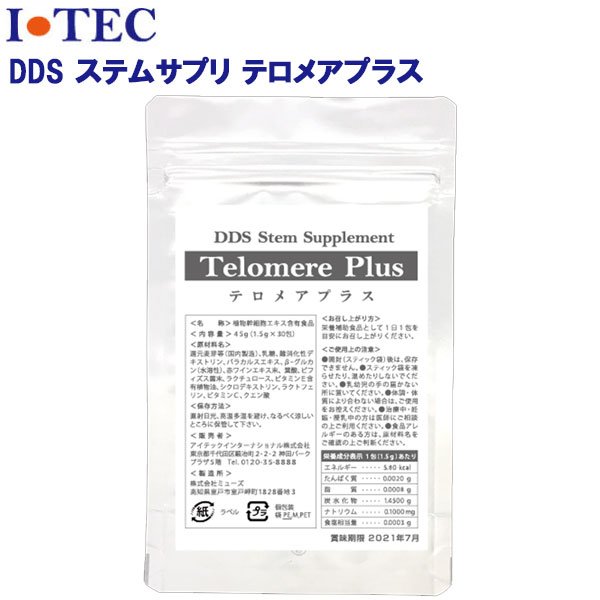 I•TEC
DDS ステムサプリ テロメアプラス
DDS Stem Supplement
Telomere Plus
テロメアプラス
<名　　称> 植物幹細胞エキス含有食品
<内 容 量> 45g(1.5g×30包)
<原材料名>
還元麦芽等(国内製造)、乳糖、難消化性デ
キストリン、パラカルスエキス、β-グルカ
ン(水溶性)、赤ワインエキス末、葉酸、ビフ
ィズス菌末、ラクチュロース、ビタミンE含
有植物油、シクロデキストリン、ラクトフェ
リン、ビタミンC、クエン酸
<保存方法>
直射日光、高温多湿を避け、なるべく涼しい
ところに保管して下さい。
<販 売 者>
アイテックインターナショナル株式会社
東京都千代田区鍛冶町2-2-2 神田パーク
プラザ5階 Tel.0120-35-8888
<製 造 所>
株式会社ミューズ
高知県室戸市室戸岬町1828番地3
紙
ラベル
プラ
個包装
袋:PE,M,PET
<お召し上がり方>
栄養補助食品として1日1包を
目安にお召し上がりください。
<ご使用上の注意>
●開封(スティック袋)後は、保存
できません。●スティック袋を凍
らせたり、温めたりしないでくだ
さい。●乳幼児の手の届かない
所に置いてください。●体調・体
質により合わない場合は、ご使用
をお控えください。●治療中・妊
娠・授乳中の方は医師にご相談
の上ご利用ください。●食品アレ
ルギーのある方は、原材料名をご
確認の上ご判断ください。
栄養成分表示 1包(1.5g)あたり
エネルギー ・・・・・ 5.80 kcal
たんぱく質 ・・・・・ 0.0020 g
脂　　質 ・・・・・ 0.0008 g
炭水化物 ・・・・・ 1.4500 g
ナトリウム ・・・・・ 0.1000mg
食塩相当量 ・・・・・ 0.0003 g
賞味期限 2021年7月